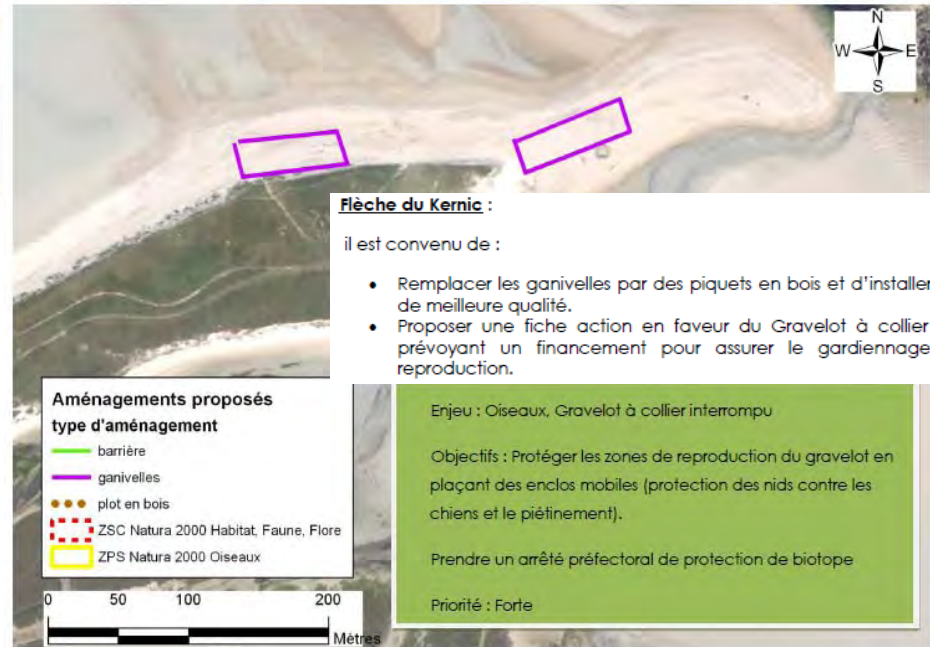 N
W E
S
Flèche du Kernic :
il est convenu de :
• Remplacer les ganivelles par des piquets en bois et d'installer
de meilleure qualité.
• Proposer une fiche action en faveur du Gravelot à collier
prévoyant un financement pour assurer le gardiennage
reproduction.
Aménagements proposés
type d'aménagement
barrière
ganivelles
plot en bois
ZSC Natura 2000 Habitat, Faune, Flore
ZPS Natura 2000 Oiseaux
0 50 100 200
Mètres
Enjeu : Oiseaux, Gravelot à collier interrompu
Objectifs : Protéger les zones de reproduction du gravelot en
plaçant des enclos mobiles (protection des nids contre les
chiens et le piétinement).
Prendre un arrêté préfectoral de protection de biotope
Priorité : Forte